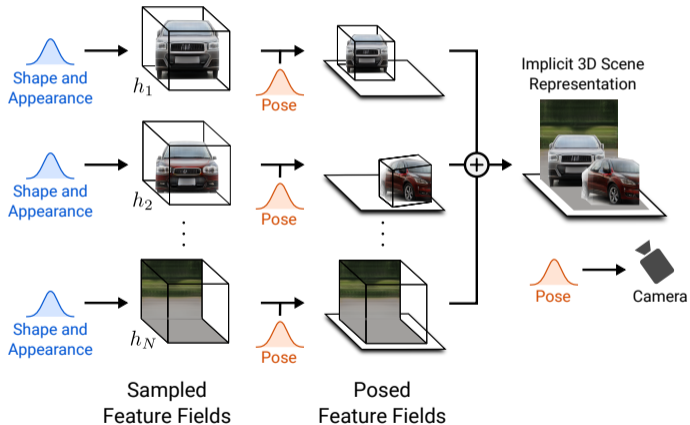 Shape and
Appearance
h1
Pose
Implicit 3D Scene
Representation
Shape and
Appearance
h2
Pose
Shape and
Appearance
hN
Pose
Pose
Camera
Sampled
Feature Fields
Posed
Feature Fields